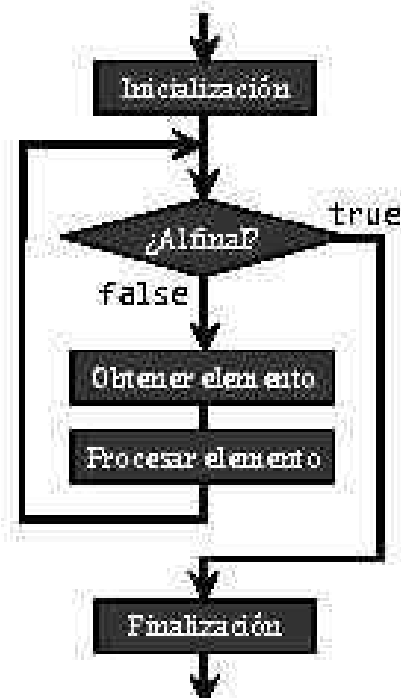 Inicialización
¿Al final?
true
false
Obtener elemento
Procesar elemento
Finalización